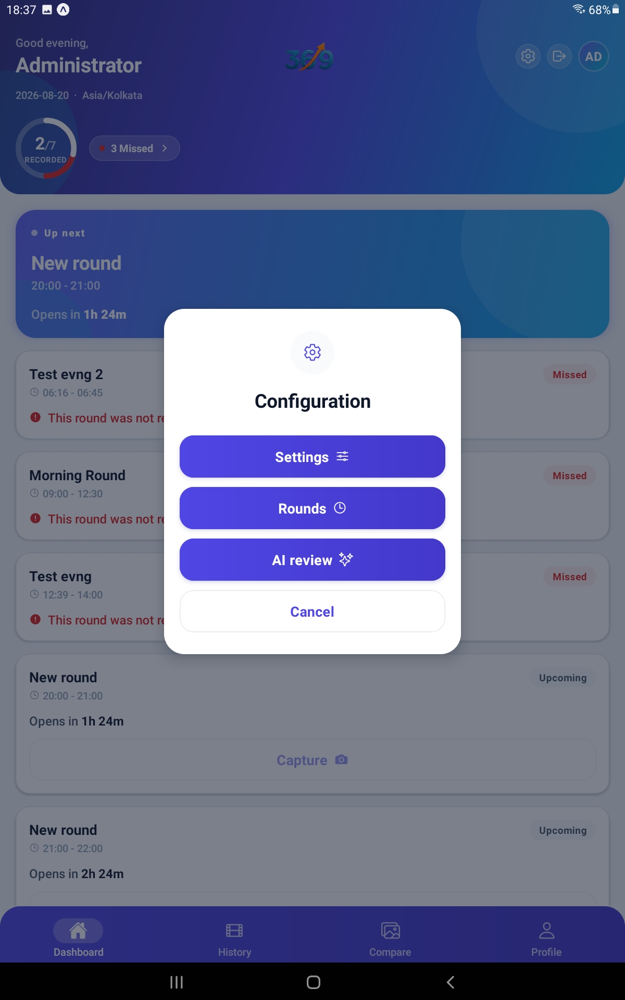 18:37
68%
Good evening,
Administrator
369
AD
2026-08-20 · Asia/Kolkata
2/7
RECORDED
3 Missed
Up next
New round
20:00 - 21:00
Opens in 1h 24m
Configuration
Settings
Rounds
AI review
Cancel
Test evng 2
Missed
06:16 - 06:45
This round was not re
Morning Round
Missed
09:00 - 12:30
This round was not re
Test evng
Missed
12:39 - 14:00
This round was not re
New round
Upcoming
20:00 - 21:00
Opens in 1h 24m
Capture
New round
Upcoming
21:00 - 22:00
Opens in 2h 24m
Dashboard
History
Compare
Profile